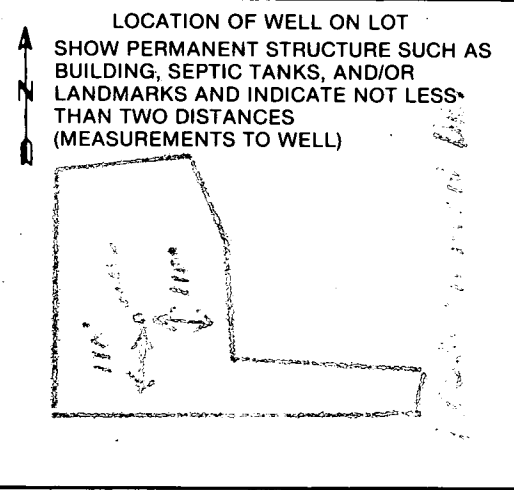 LOCATION OF WELL ON LOT
SHOW PERMANENT STRUCTURE SUCH AS
BUILDING, SEPTIC TANKS, AND/OR
N LANDMARKS AND INDICATE NOT LESS
THAN TWO DISTANCES
(MEASUREMENTS TO WELL)